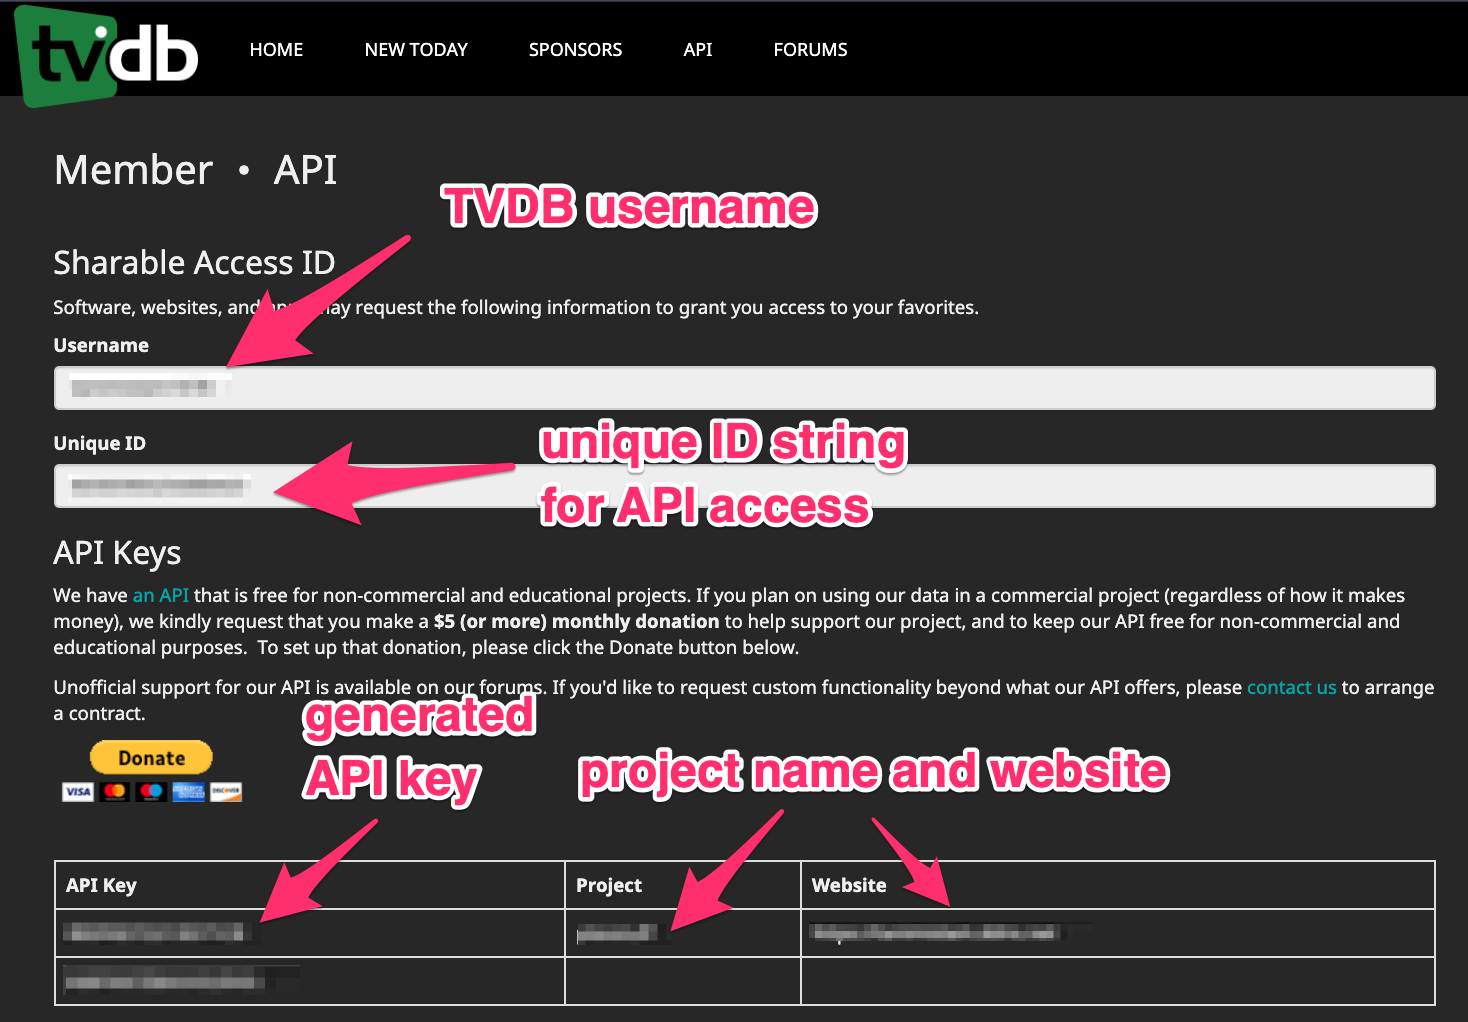 tvdb
HOME NEW TODAY SPONSORS API FORUMS
Member • API
TVDB username
Sharable Access ID
Software, websites, and may request the following information to grant you access to your favorites.
Username
Unique ID
unique ID string
for API access
API Keys
We have an API that is free for non-commercial and educational projects. If you plan on using our data in a commercial project (regardless of how it makes
money), we kindly request that you make a $5 (or more) monthly donation to help support our project, and to keep our API free for non-commercial and
educational purposes. To set up that donation, please click the Donate button below.
Unofficial support for our API is available on our forums. If you'd like to request custom functionality beyond what our API offers, please contact us to arrange
a contract.
generated
API key
project name and website
Donate
VISA
DISCOVER
API Key Project Website